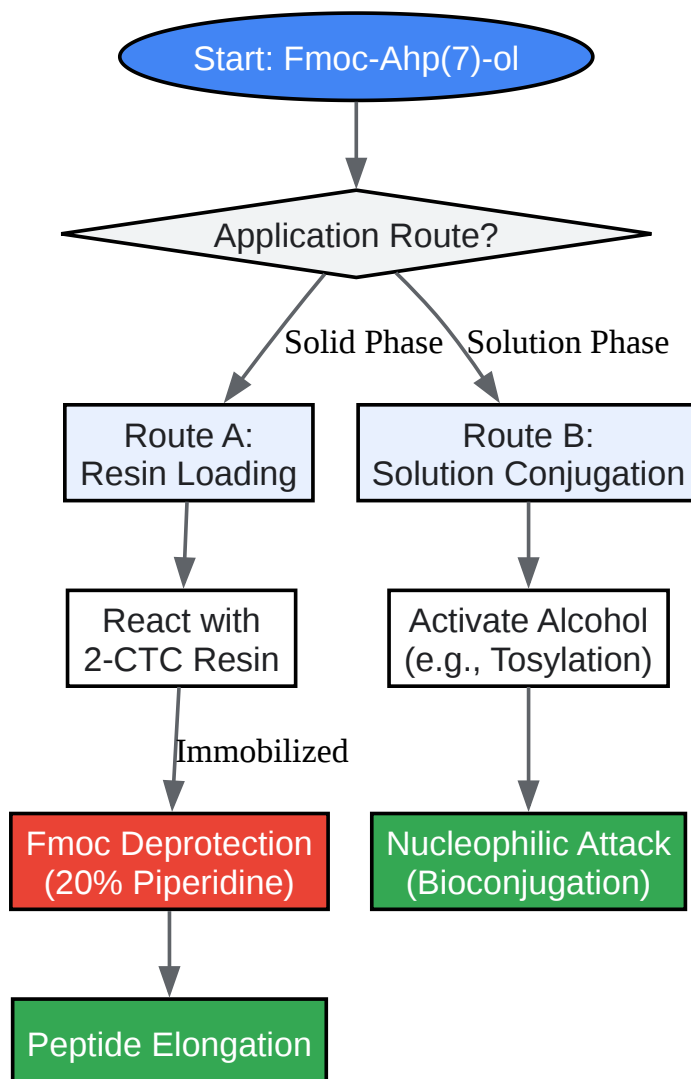 Start: Fmoc-Ahp(7)-ol
Application Route?
Solid Phase
Solution Phase
Route A:
Resin Loading
Route B:
Solution Conjugation
React with
2-CTC Resin
Activate Alcohol
(e.g., Tosylation)
Immobilized
Fmoc Deprotection
(20% Piperidine)
Nucleophilic Attack
(Bioconjugation)
Peptide Elongation